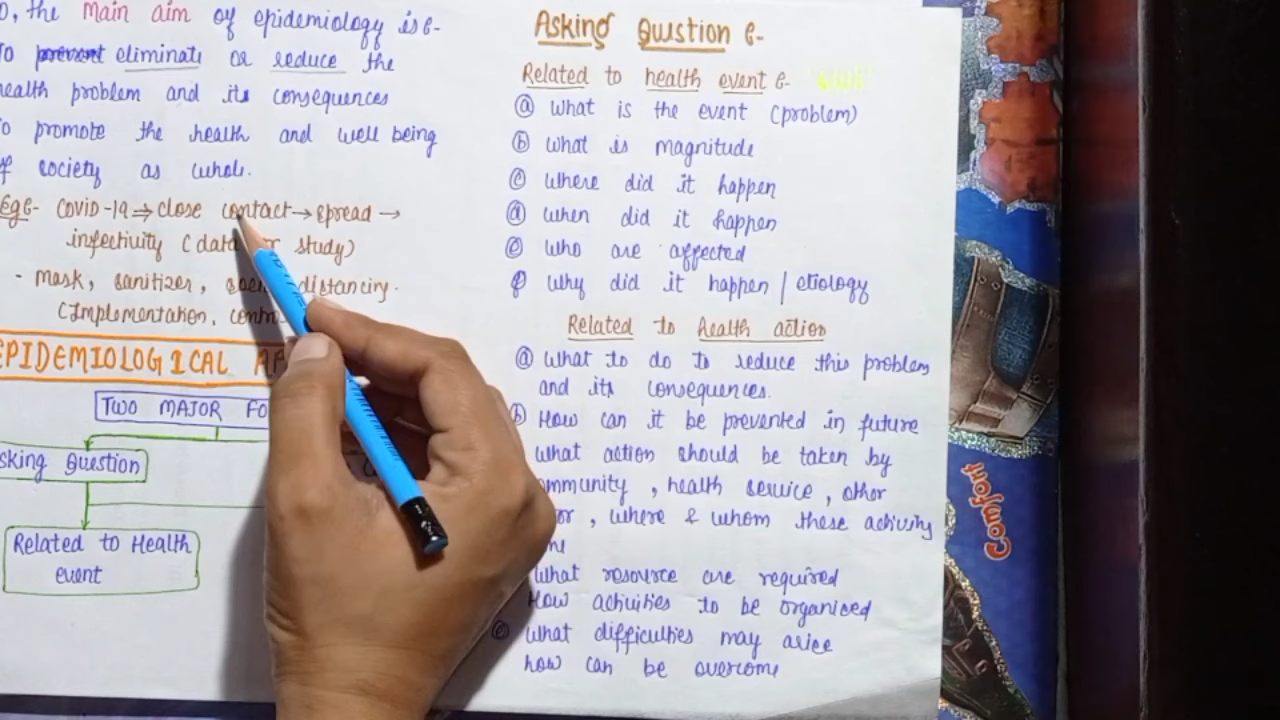 the main aim of epidemiology is :-
To prevent eliminate or reduce the
health problem and its consequences
To promote the health and well being
of society as whole.
Eg :- COVID-19 ⇒ close contact → spread →
infectivity ( data or study)
- mask, sanitizer, distancing.
(Implementation,
EPIDEMIOLOGICAL
TWO MAJOR
Asking Question
Related to Health
event
Asking Question :-
Related to health event :-
ⓐ What is the event (problem)
ⓑ What is magnitude
ⓒ Where did it happen
ⓓ When did it happen
ⓔ Who are affected
ⓕ Why did it happen / etiology
Related to health action
ⓐ What to do to reduce this problem
and its consequences.
ⓑ How can it be prevented in future
What action should be taken by
community , health service , other
, where & whom these activity
What resource are required
How activities to be organised
ⓔ What difficulties may arise
how can be overcome
Comfort